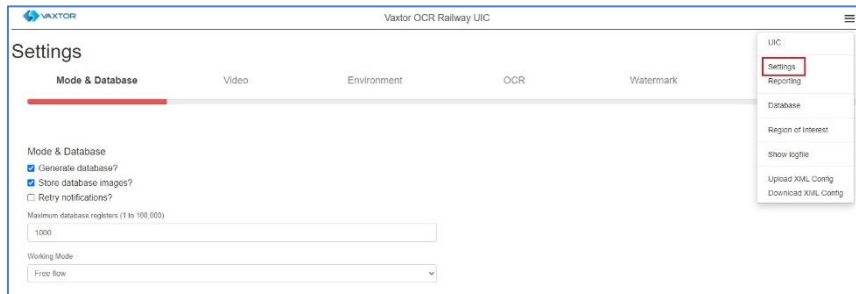 VAXTOR
Vaxtor OCR Railway UIC
Settings
Mode & Database
Video
Environment
OCR
Watermark
UIC
Settings
Reporting
Database
Region of Interest
Show logfile
Upload XML Config
Download XML Config
Mode & Database
Generate database?
Store database images?
Retry notifications?
Maximum database registers (1 to 100,000)
1000
Working Mode
Free flow